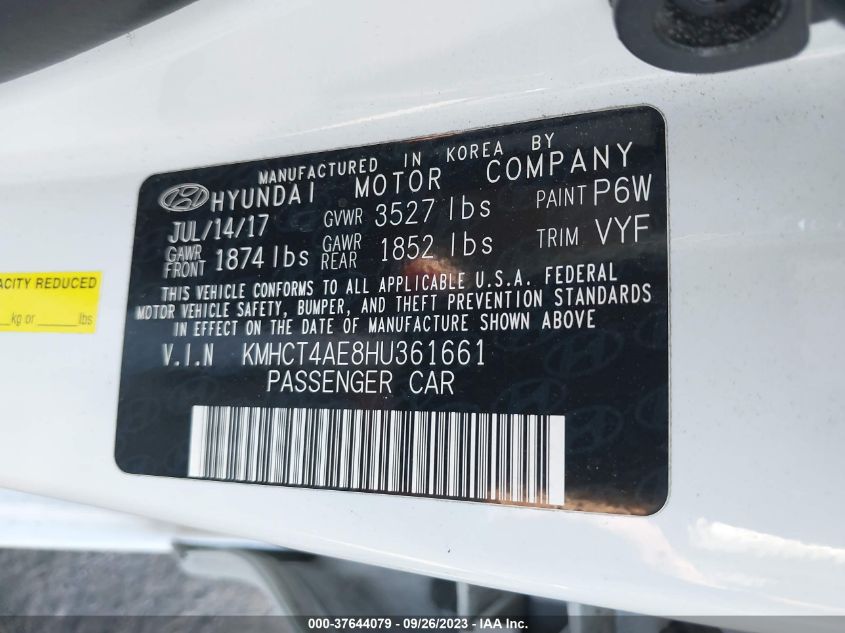 MANUFACTURED IN KOREA BY
HYUNDAI MOTOR COMPANY
JUL/14/17 GVWR 3527 lbs PAINT P6W
GAWR FRONT 1874 lbs GAWR REAR 1852 lbs TRIM VYF
THIS VEHICLE CONFORMS TO ALL APPLICABLE U.S.A. FEDERAL
MOTOR VEHICLE SAFETY, BUMPER, AND THEFT PREVENTION STANDARDS
IN EFFECT ON THE DATE OF MANUFACTURE SHOWN ABOVE
V.I.N KMHCT4AE8HU361661
PASSENGER CAR
REDUCED
kg or ______lbs
000-37644079 - 09/26/2023 - IAA Inc.